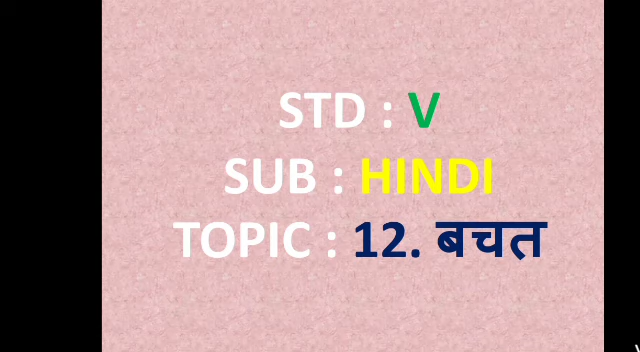 STD : V
SUB : HINDI
TOPIC : 12. बचत